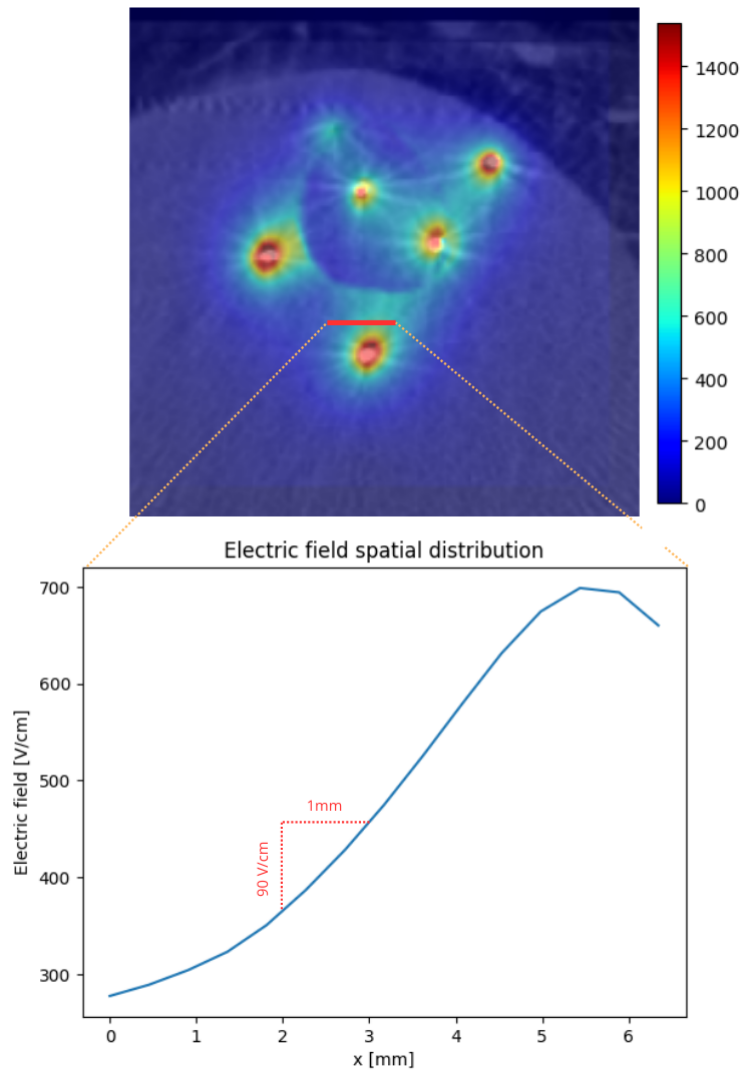 1400
1200
1000
800
600
400
200
0
Electric field spatial distribution
700
600
500
400
300
Electric field [V/cm]
1mm
90 V/cm
0 1 2 3 4 5 6
x [mm]